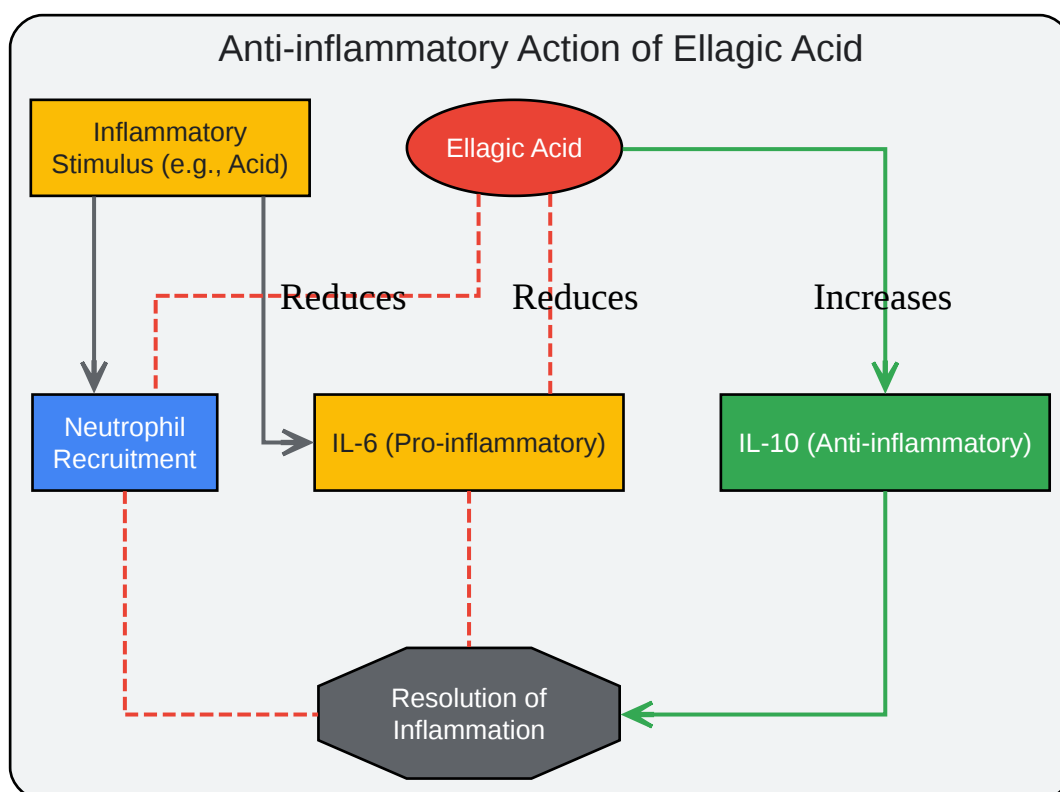 Anti-inflammatory Action of Ellagic Acid
Inflammatory
Stimulus (e.g., Acid)
Ellagic Acid
Reduces
Reduces
Increases
Neutrophil
Recruitment
IL-6 (Pro-inflammatory)
IL-10 (Anti-inflammatory)
Resolution of
Inflammation